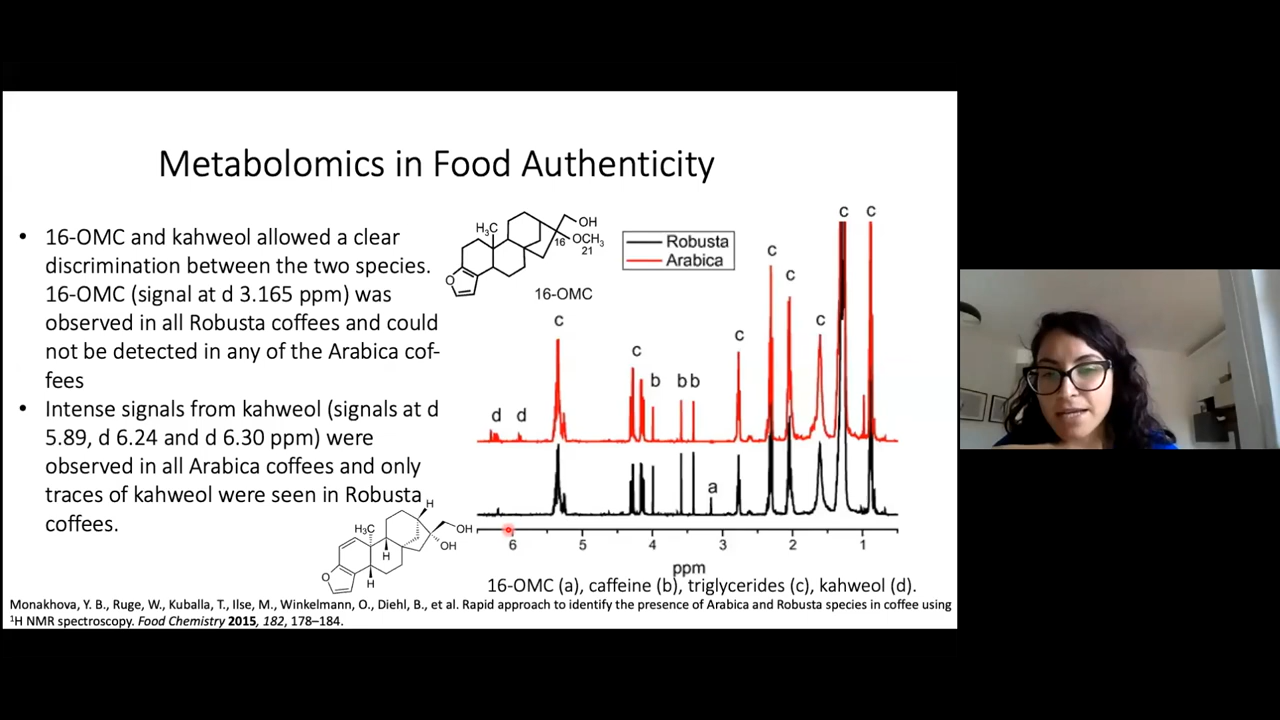 Metabolomics in Food Authenticity
• 16-OMC and kahweol allowed a clear
discrimination between the two species.
16-OMC (signal at d 3.165 ppm) was
observed in all Robusta coffees and could
not be detected in any of the Arabica cof-
fees
• Intense signals from kahweol (signals at d
5.89, d 6.24 and d 6.30 ppm) were
observed in all Arabica coffees and only
traces of kahweol were seen in Robusta
coffees.
H₃C
OH
16
OCH₃
21
O
16-OMC
Robusta
Arabica
c c
c
c
c c c c
b b b
d d
a
6 5 4 3 2 1
ppm
H
H₃C
OH
OH
H
H
O
16-OMC (a), caffeine (b), triglycerides (c), kahweol (d).
Monakhova, Y. B., Ruge, W., Kuballa, T., Ilse, M., Winkelmann, O., Diehl, B., et al. Rapid approach to identify the presence of Arabica and Robusta species in coffee using
¹H NMR spectroscopy. Food Chemistry 2015, 182, 178–184.